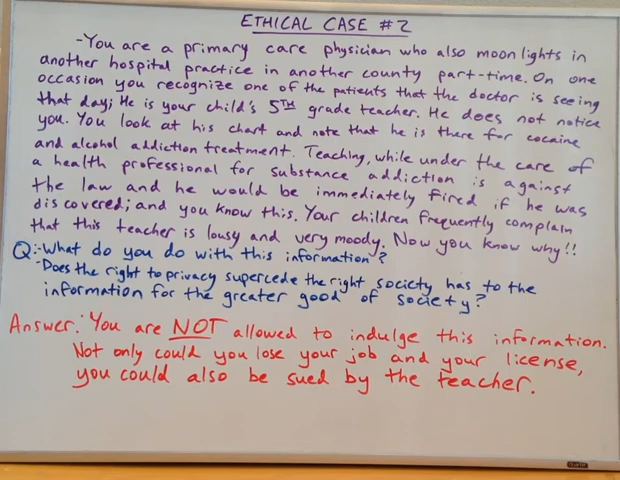 ETHICAL CASE #2
-You are a primary care physician who also moonlights in
another hospital practice in another county part-time. On one
occasion you recognize one of the patients that the doctor is seeing
that day; He is your child's 5TH grade teacher. He does not notice
you. You look at his chart and note that he is there for cocaine
and alcohol addiction treatment. Teaching, while under the care of
a health professional for substance addiction is against
the law and he would be immediately fired if he was
discovered; and you know this. Your children frequently complain
that this teacher is lousy and very moody. Now you know why!!
Q:-What do you do with this information?
-Does the right to privacy supercede the right society has to the
information for the greater good of society?
Answer: You are NOT allowed to indulge this information.
Not only could you lose your job and your license,
you could also be sued by the teacher.